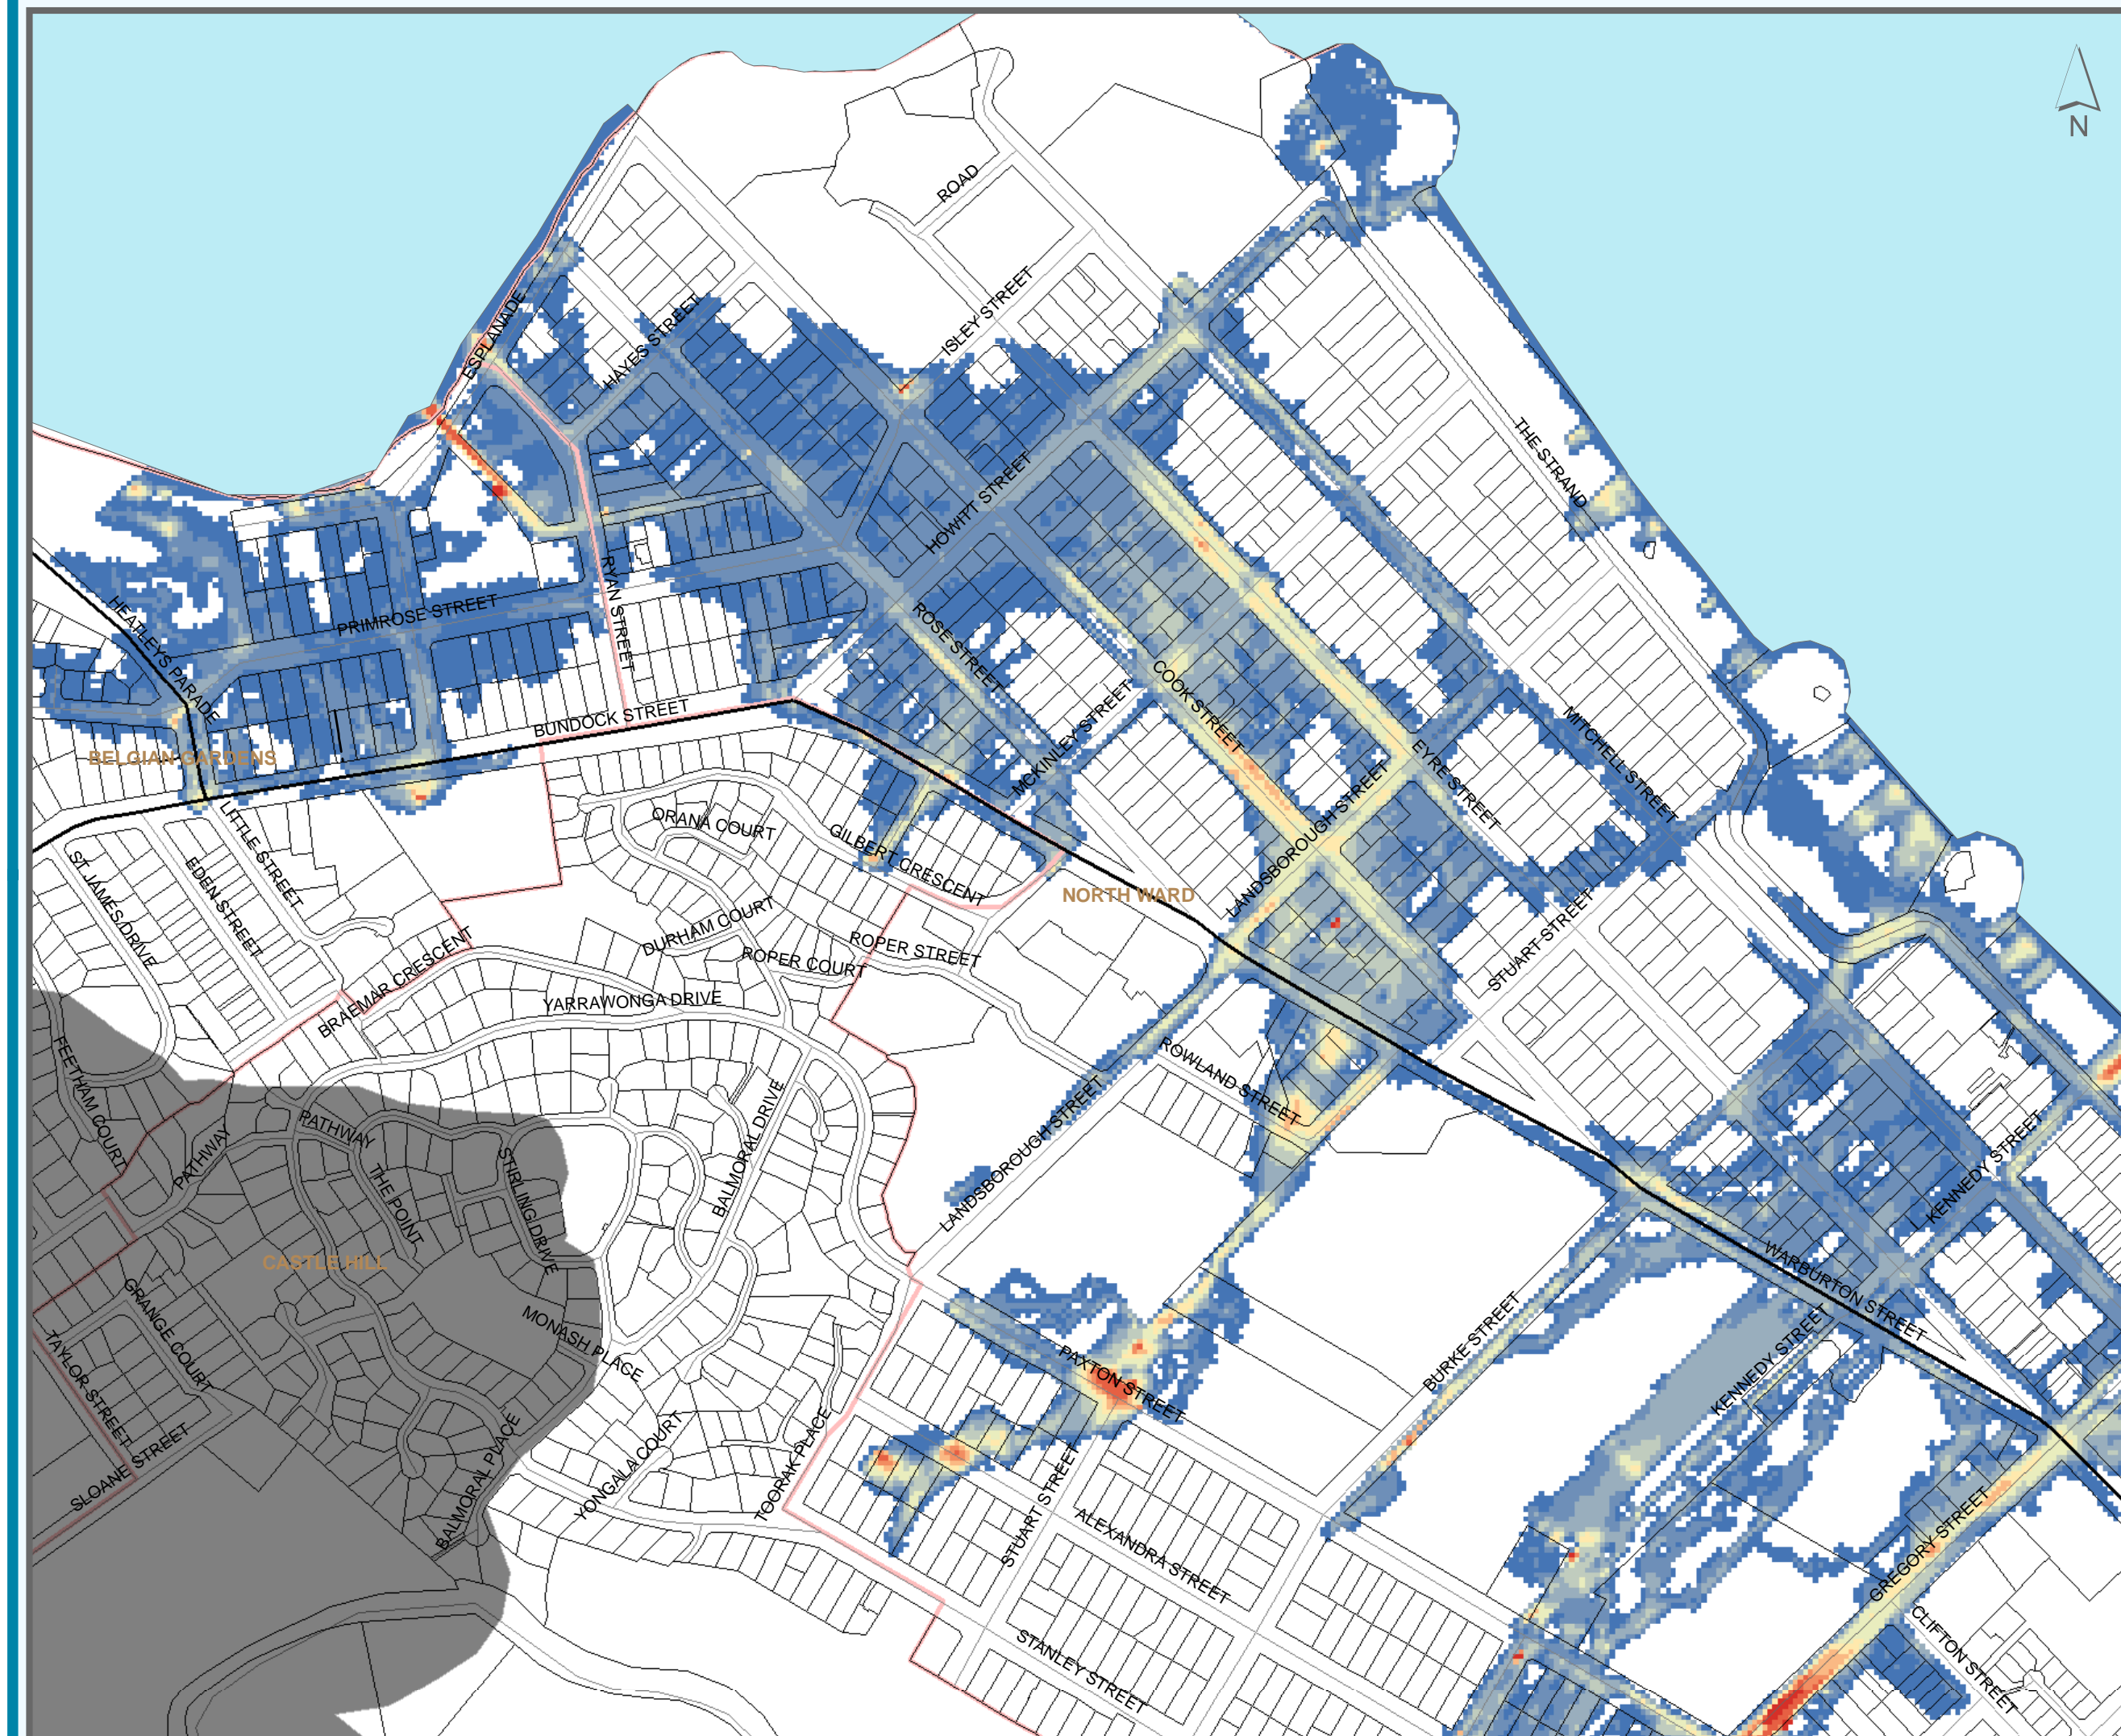 N
ROAD
ISLEY STREET
ESPLANADE
HAYES STREET
THE STRAND
HOWITT STREET
HEATLEYS PARADE
PRIMROSE STREET
RYAN STREET
ROSE STREET
COOK STREET
MCKINLEY STREET
BUNDOCK STREET
EYRE STREET
MITCHELL STREET
BELGIAN GARDENS
LITTLE STREET
ORANA COURT
GILBERT CRESCENT
LANDSBOROUGH STREET
NORTH WARD
ST JAMES DRIVE
EDEN STREET
DURHAM COURT
ROPER STREET
ROPER COURT
STUART STREET
BRAEMAR CRESCENT
YARRAWONGA DRIVE
FEETHAM COURT
PATHWAY
PATHWAY
THE POINT
STIRLING DRIVE
BALMORAL DRIVE
ROWLAND STREET
LANDSBOROUGH STREET
KENNEDY STREET
CASTLE HILL
WARBURTON STREET
GRANGE COURT
MONASH PLACE
TAYLOR STREET
PAXTON STREET
BURKE STREET
KENNEDY STREET
SLOANE STREET
BALMORAL PLACE
YONGALA COURT
TOORAK PLACE
STUART STREET
ALEXANDRA STREET
GREGORY STREET
CLIFTON STREET
STANLEY STREET